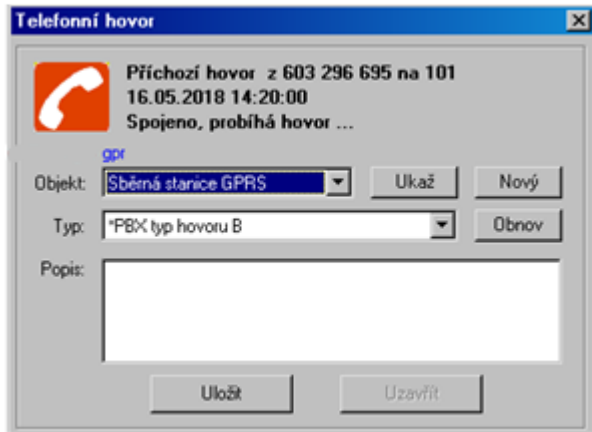 Telefonní hovor
Příchozí hovor z 603 296 695 na 101
16.05.2018 14:20:00
Spojeno, probíhá hovor ...
gpr
Objekt: Sběrná stanice GPRS Ukaž Nový
Typ: *PBX typ hovoru B Obnov
Popis:
Uložit Uzavřít